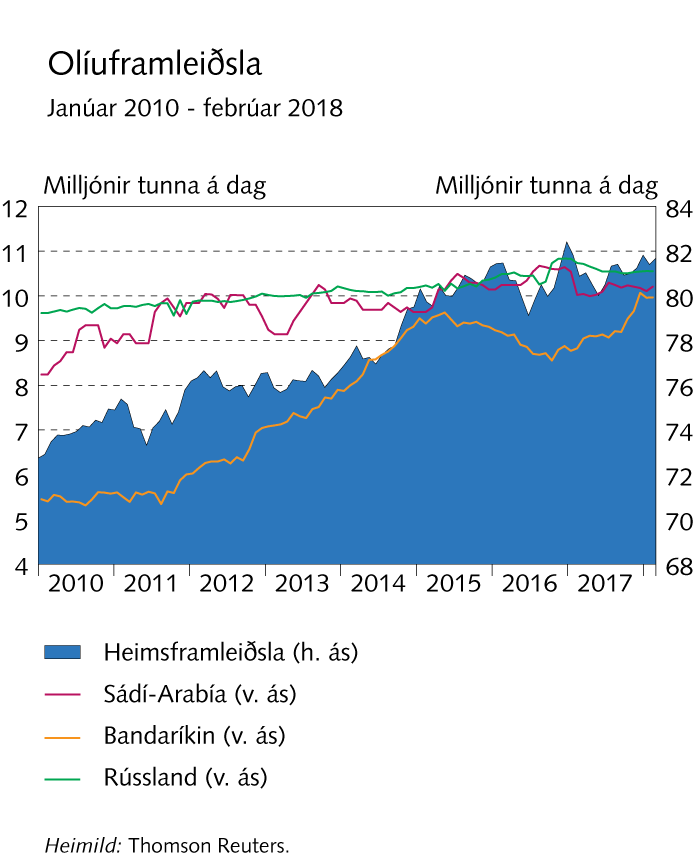 Olíuframleiðsla
Janúar 2010 - febrúar 2018
Milljónir tunna á dag Milljónir tunna á dag
12 84
11 82
10 80
9 78
8 76
7 74
6 72
5 70
4 68
2010 2011 2012 2013 2014 2015 2016 2017
Heimsframleiðsla (h. ás)
Sádí-Arabía (v. ás)
Bandaríkin (v. ás)
Rússland (v. ás)
Heimild: Thomson Reuters.